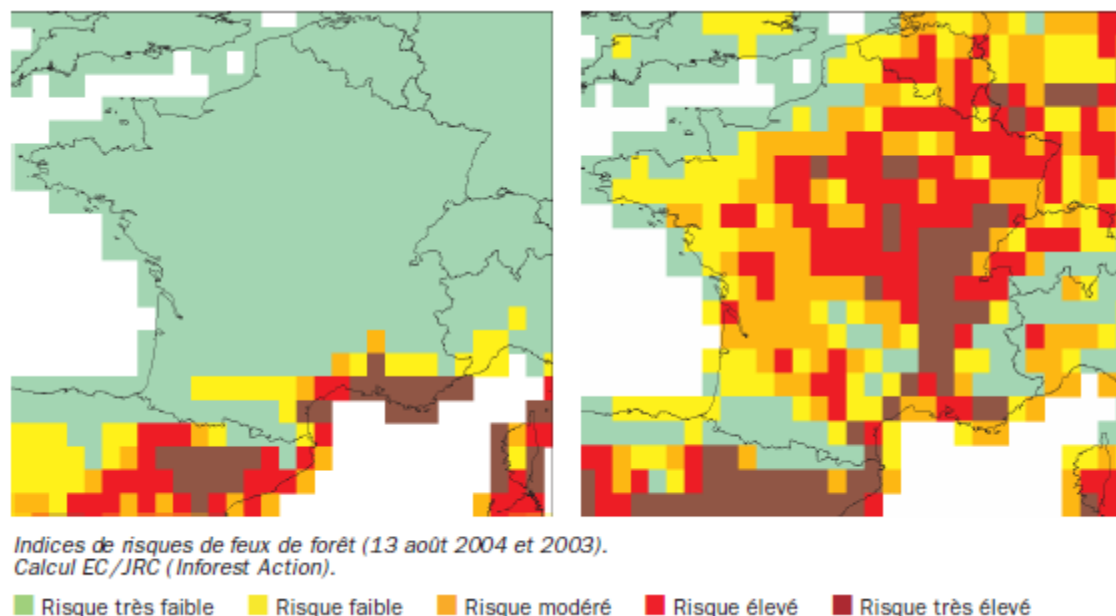 Indices de risques de feux de forêt (13 août 2004 et 2003).
Calcul EC/JRC (Inforest Action).
Risque très faible Risque faible Risque modéré Risque élevé Risque très élevé